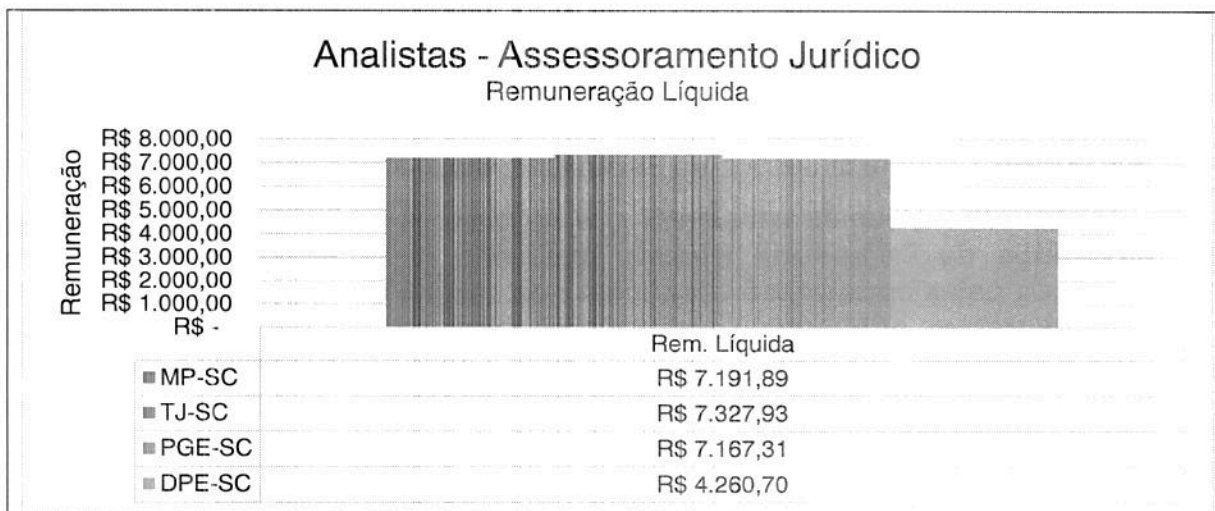 Analistas - Assessoramento Jurídico
Remuneração Líquida
Remuneração
R$ 8.000,00
R$ 7.000,00
R$ 6.000,00
R$ 5.000,00
R$ 4.000,00
R$ 3.000,00
R$ 2.000,00
R$ 1.000,00
R$ -
Rem. Líquida
MP-SC R$ 7.191,89
TJ-SC R$ 7.327,93
PGE-SC R$ 7.167,31
DPE-SC R$ 4.260,70